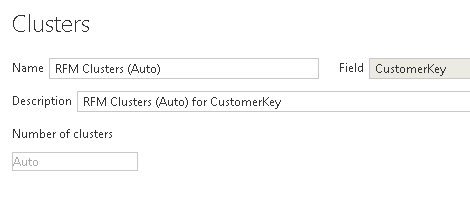 Clusters
Name RFM Clusters (Auto) Field CustomerKey
Description RFM Clusters (Auto) for CustomerKey
Number of clusters
Auto